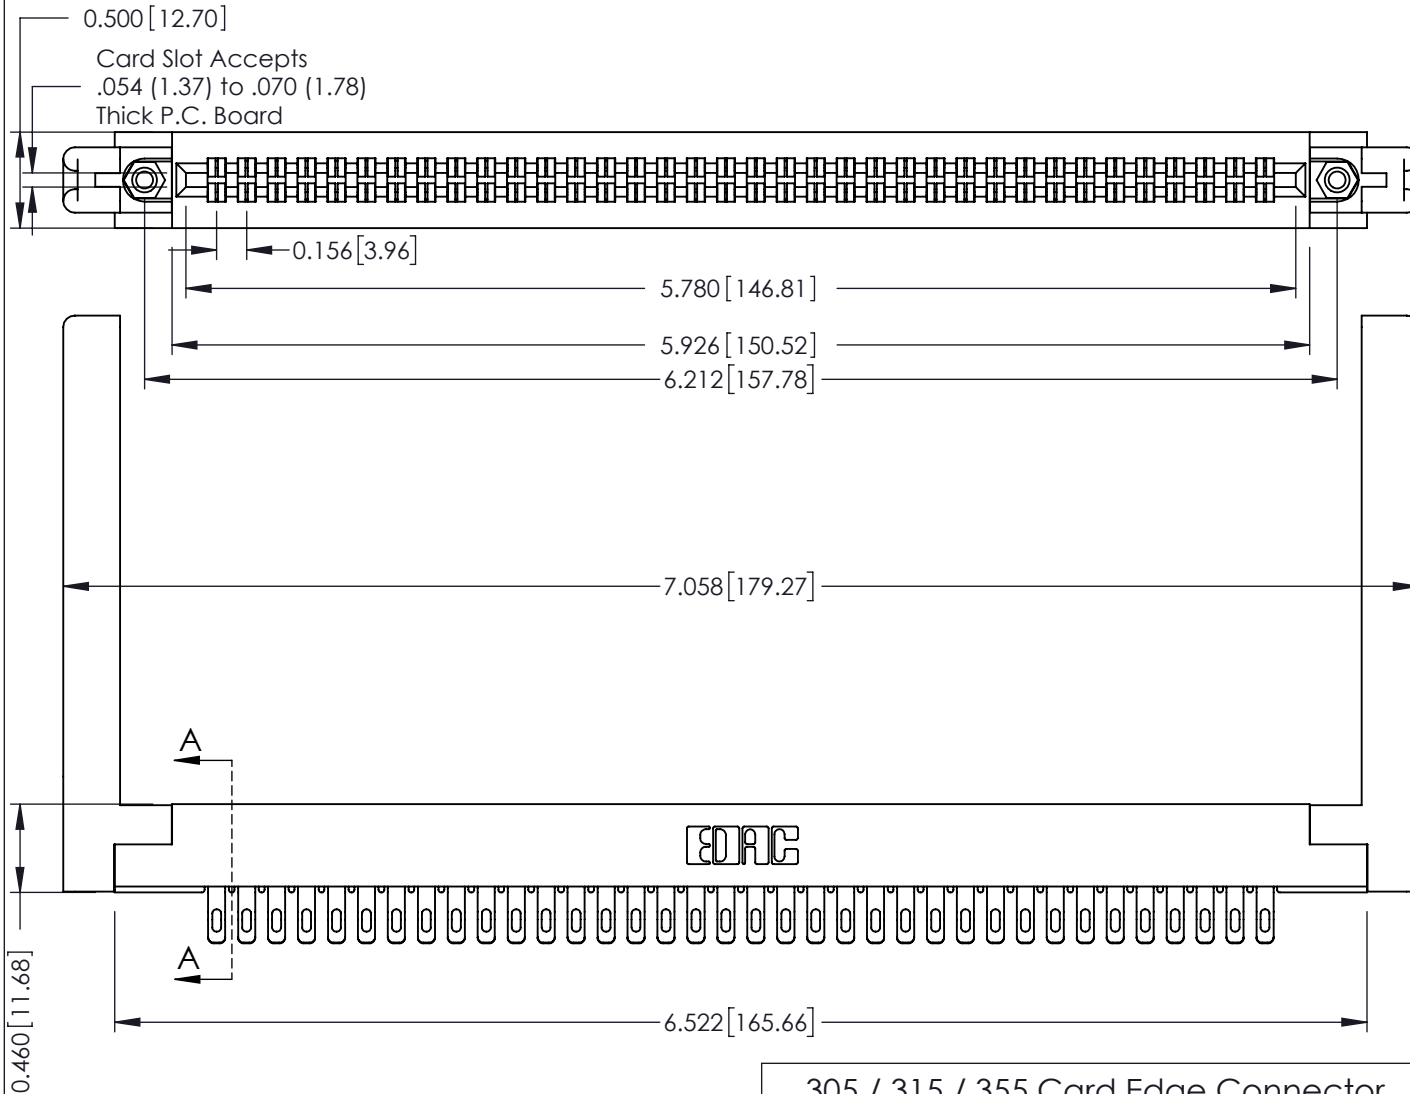 0.500 [12.70]
Card Slot Accepts
.054 (1.37) to .070 (1.78)
Thick P.C. Board
0.156 [3.96]
5.780 [146.81]
5.926 [150.52]
6.212 [157.78]
7.058 [179.27]
A
EDAC
A
0.460 [11.68]
6.522 [165.66]
305 / 315 / 355 Card Edge Connector